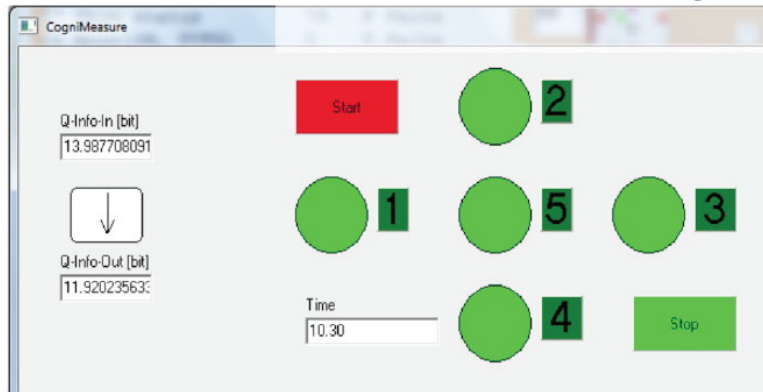 CogniMeasure
Start
2
Q-Info-In [bit]
13.987708091
1
5
3
Q-Info-Out [bit]
11.920235633
Time
10.30
4
Stop